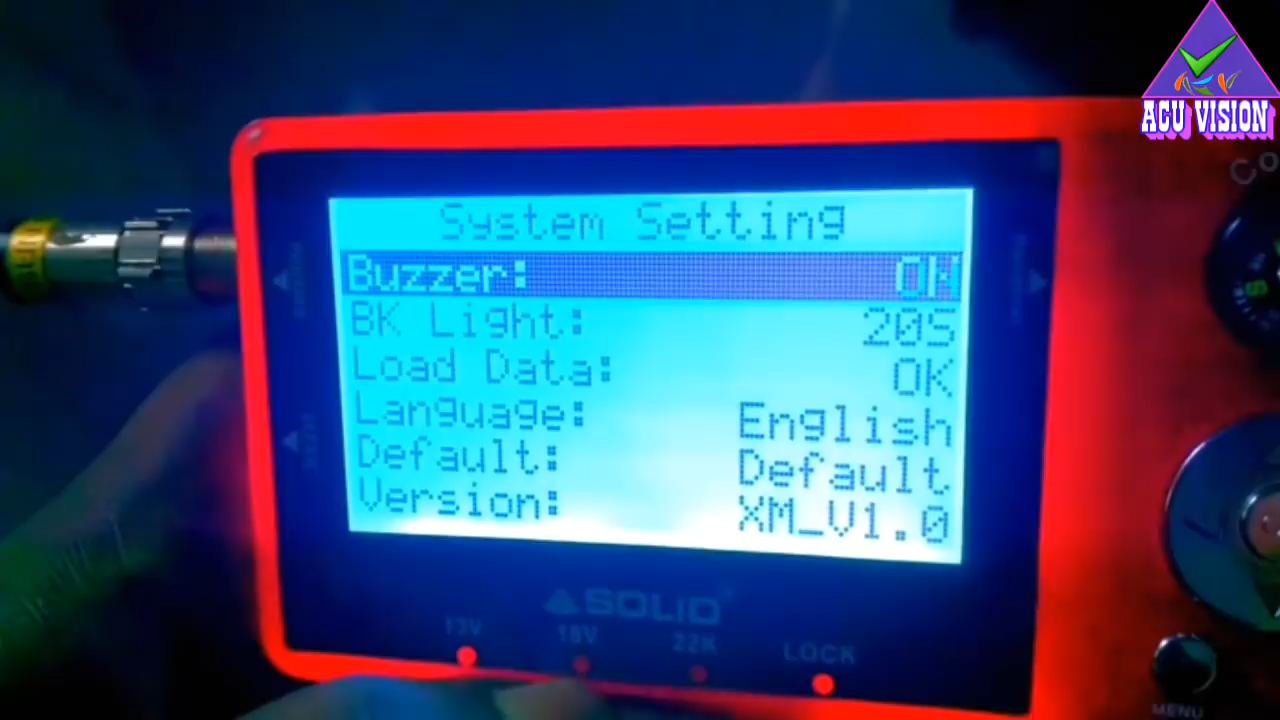 ACU VISION
System Setting
Buzzer: ON
BK Light: 20S
Load Data: OK
Language: English
Default: Default
Version: XM_V1.0
SOLID
13V 18V 22K LOCK
MENU